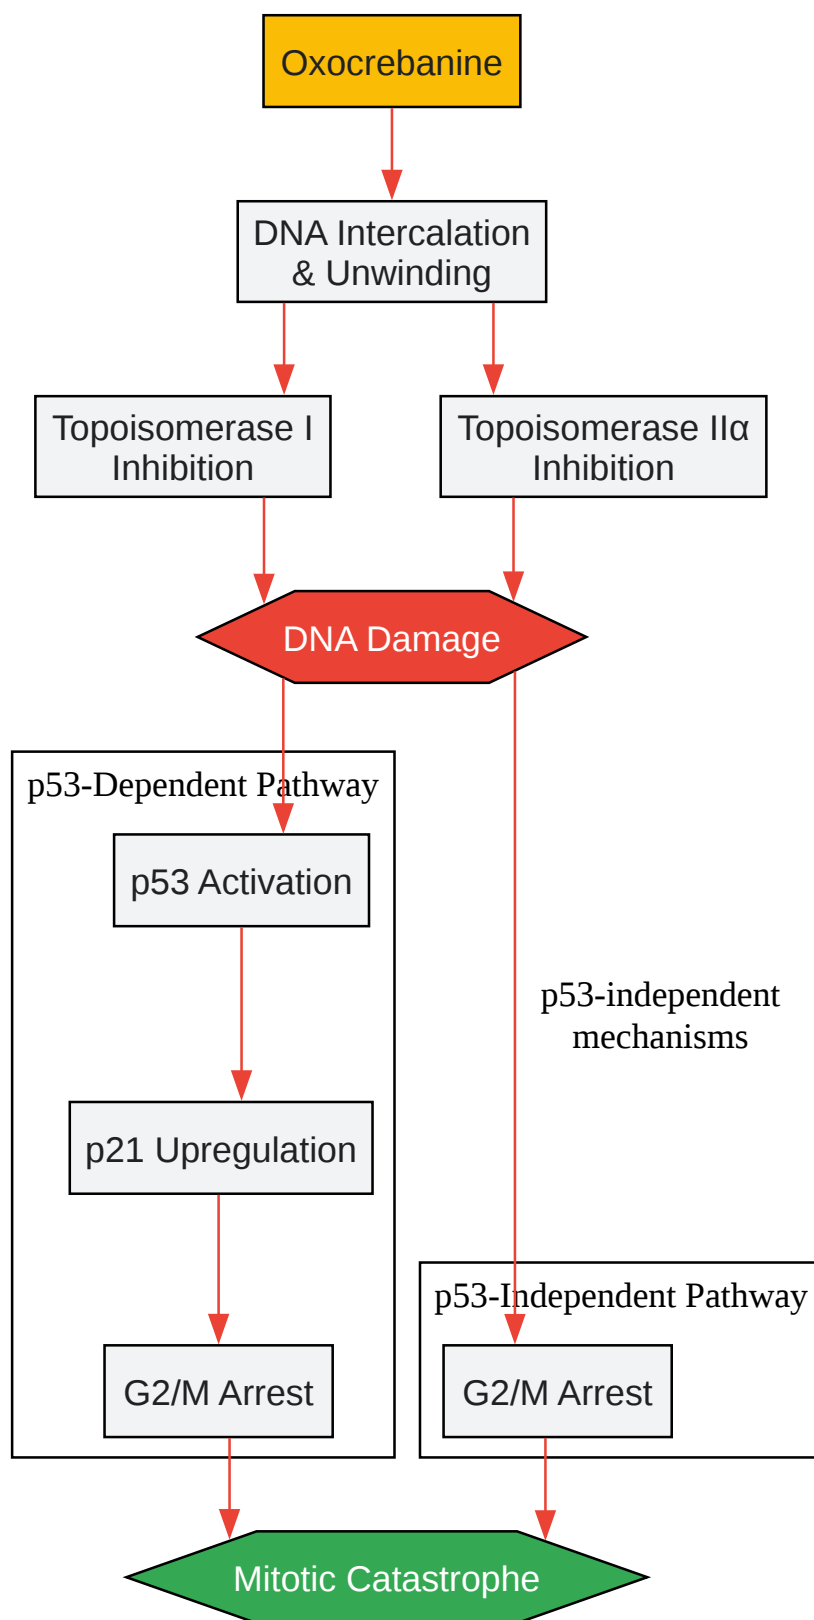 Oxocrebanine
DNA Intercalation
& Unwinding
Topoisomerase I
Inhibition
Topoisomerase IIα
Inhibition
DNA Damage
p53-Dependent Pathway
p53 Activation
p53-independent
mechanisms
p21 Upregulation
p53-Independent Pathway
G2/M Arrest
G2/M Arrest
Mitotic Catastrophe